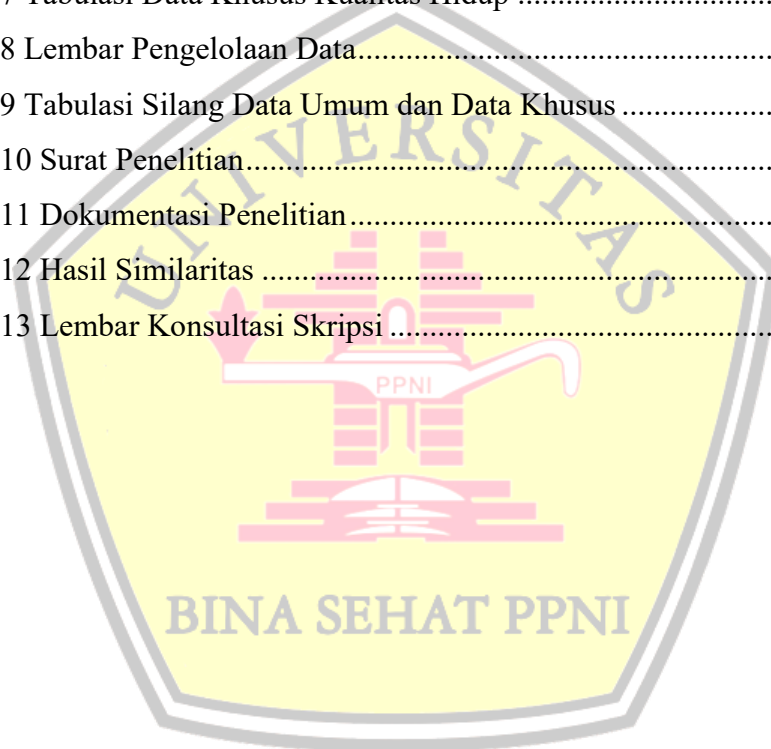 7 Tabulasi Data Khusus Kualitas Hidup ................................
8 Lembar Pengelolaan Data....................................................
9 Tabulasi Silang Data Umum dan Data Khusus ...................
10 Surat Penelitian..................................................................
11 Dokumentasi Penelitian.....................................................
12 Hasil Similaritas ................................................................
13 Lembar Konsultasi Skripsi ................................................
UNIVERSITAS
PPNI
BINA SEHAT PPNI